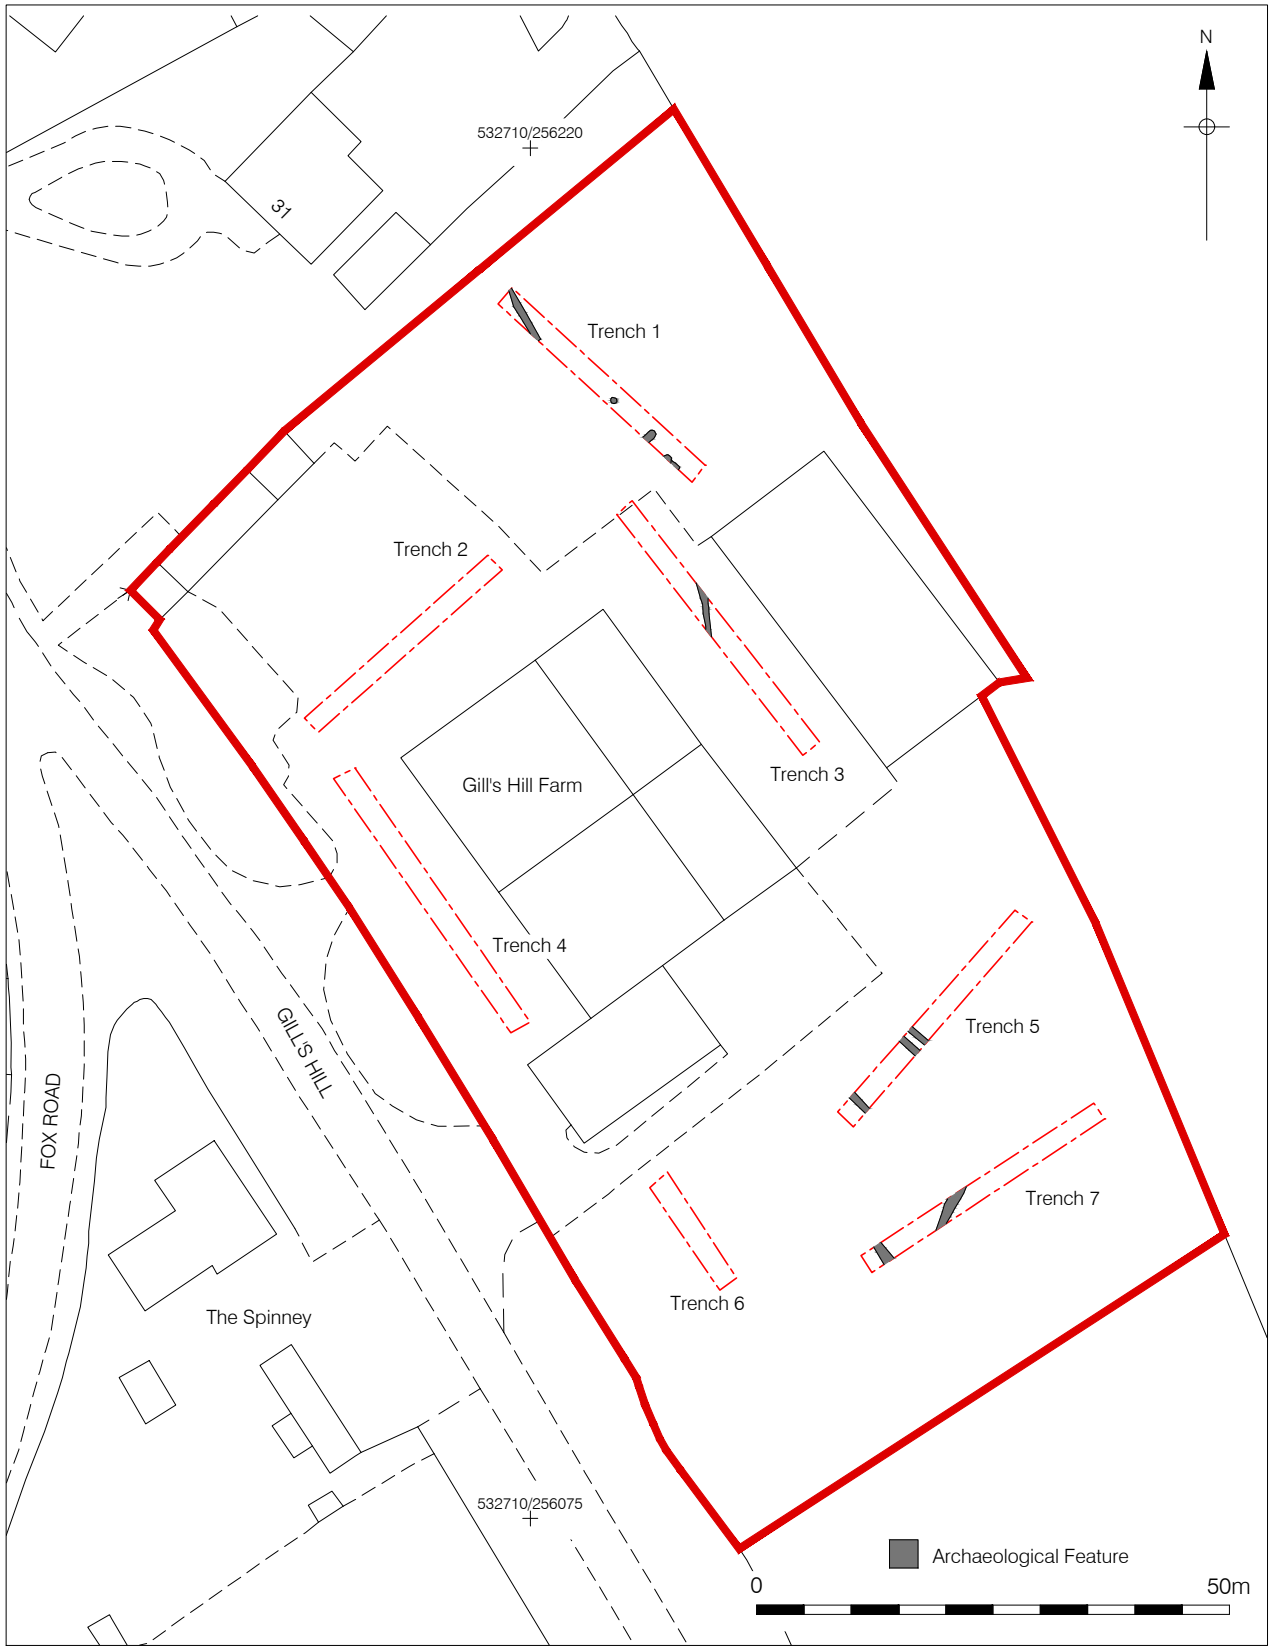 N
532710/256220
31
Trench 1
Trench 2
Trench 3
Gill's Hill Farm
Trench 4
GILL'S HILL
Trench 5
FOX ROAD
Trench 7
Trench 6
The Spinney
532710/256075
Archaeological Feature
0 50m